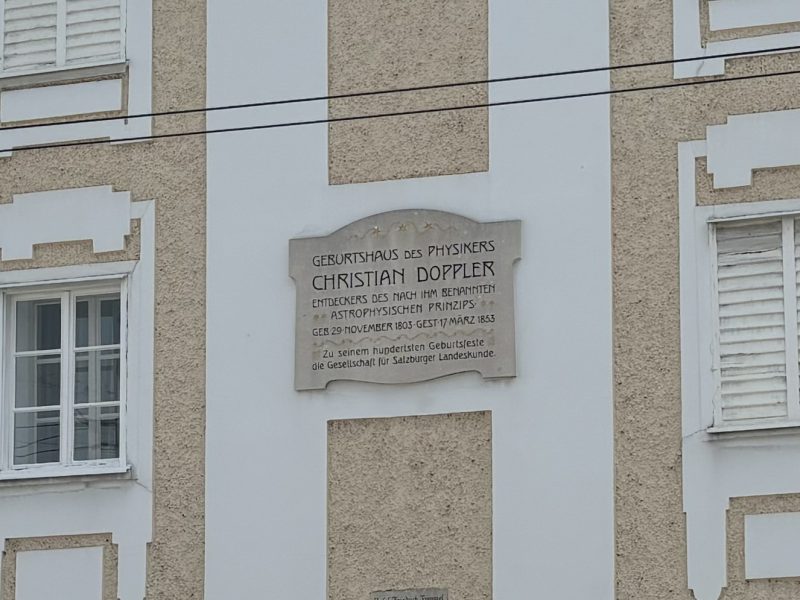 GEBURTSHAUS DES PHYSIKERS
CHRISTIAN DOPPLER
ENTDECKERS DES NACH IHM BENANNTEN
ASTROPHYSISCHEN PRINZIPS·
GEB·29·NOVEMBER 1803·GEST·17·MÄRZ 1853
Zu seinem hundertsten Geburtsfeste
die Gesellschaft für Salzburger Landeskunde.